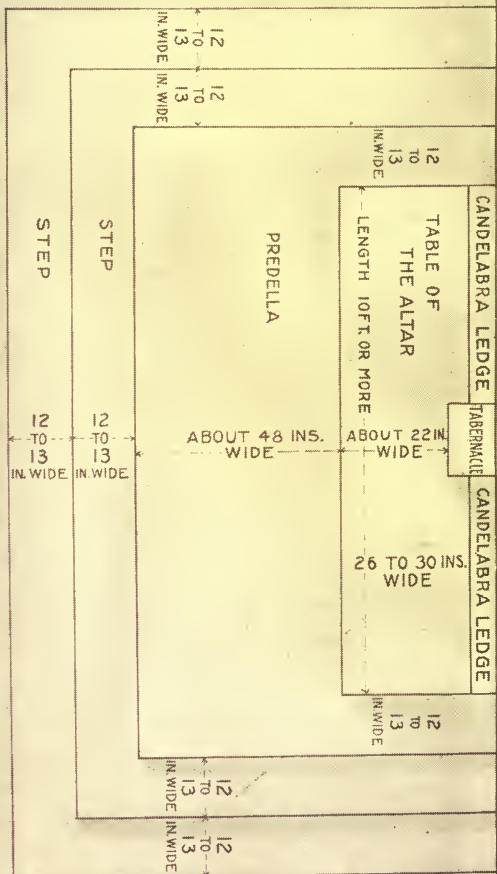 12
TO
13
IN. WIDE
12
TO
13
IN. WIDE
12
TO
13
IN. WIDE
CANDELABRA LEDGE
TABLE OF
THE ALTAR
LENGTH 10FT. OR MORE
PREDELLA
STEP
STEP
TABERNACLE
ABOUT 22 IN.
WIDE
ABOUT 48 INS.
WIDE
12
TO
13
IN. WIDE
12
TO
13
IN. WIDE
CANDELABRA LEDGE
26 TO 30 INS.
WIDE
12
TO
13
IN. WIDE
12
TO
13
IN. WIDE
12
TO
13
IN. WIDE